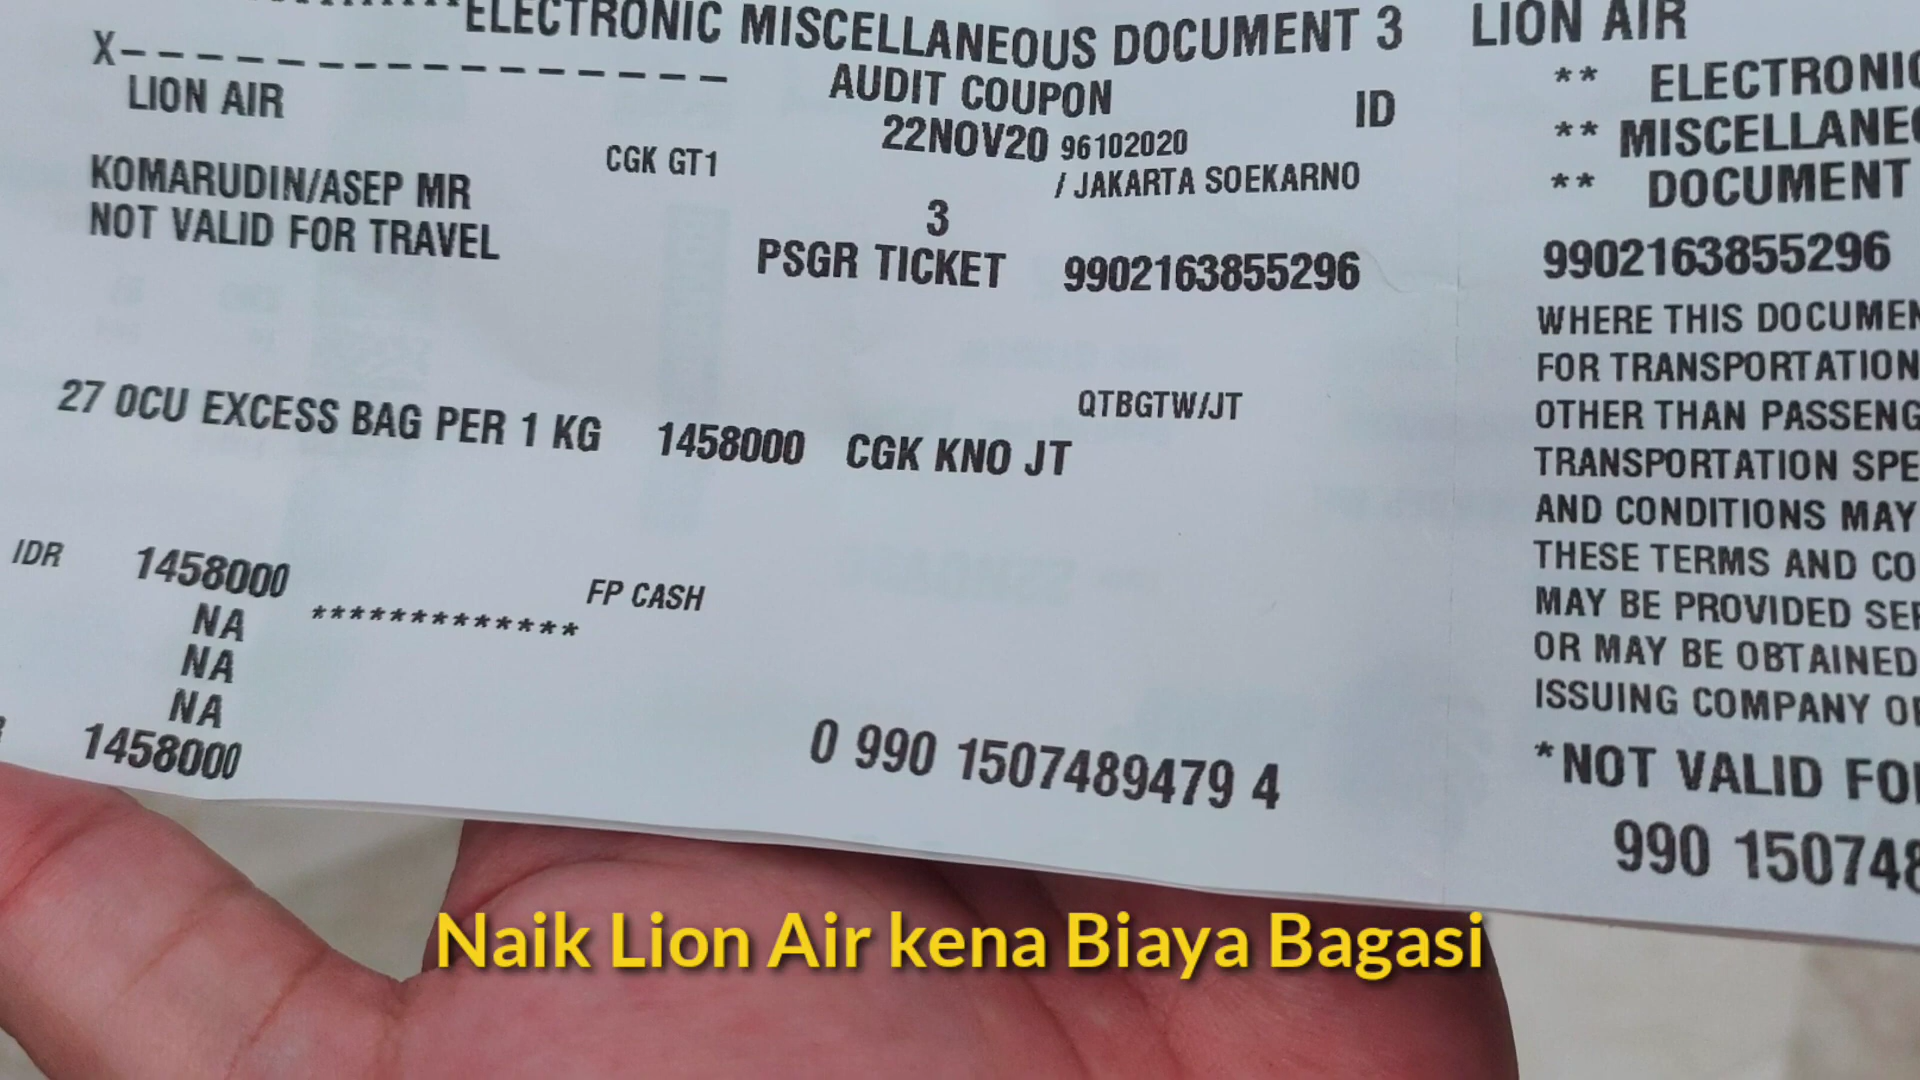 ELECTRONIC MISCELLANEOUS DOCUMENT 3
X-----------------
LION AIR
AUDIT COUPON
ID
22NOV20 96102020
CGK GT1
/ JAKARTA SOEKARNO
KOMARUDIN/ASEP MR
NOT VALID FOR TRAVEL
3
PSGR TICKET 9902163855296
QTBGTW/JT
27 0CU EXCESS BAG PER 1 KG 1458000 CGK KNO JT
IDR 1458000 FP CASH
NA *************
NA
NA
1458000
0 990 1507489479 4
LION AIR
** ELECTRONIC
** MISCELLANEO
** DOCUMENT
9902163855296
WHERE THIS DOCUMEN
FOR TRANSPORTATION
OTHER THAN PASSENG
TRANSPORTATION SPE
AND CONDITIONS MAY
THESE TERMS AND CO
MAY BE PROVIDED SE
OR MAY BE OBTAINED
ISSUING COMPANY O
*NOT VALID FO
990 150748
Naik Lion Air kena Biaya Bagasi